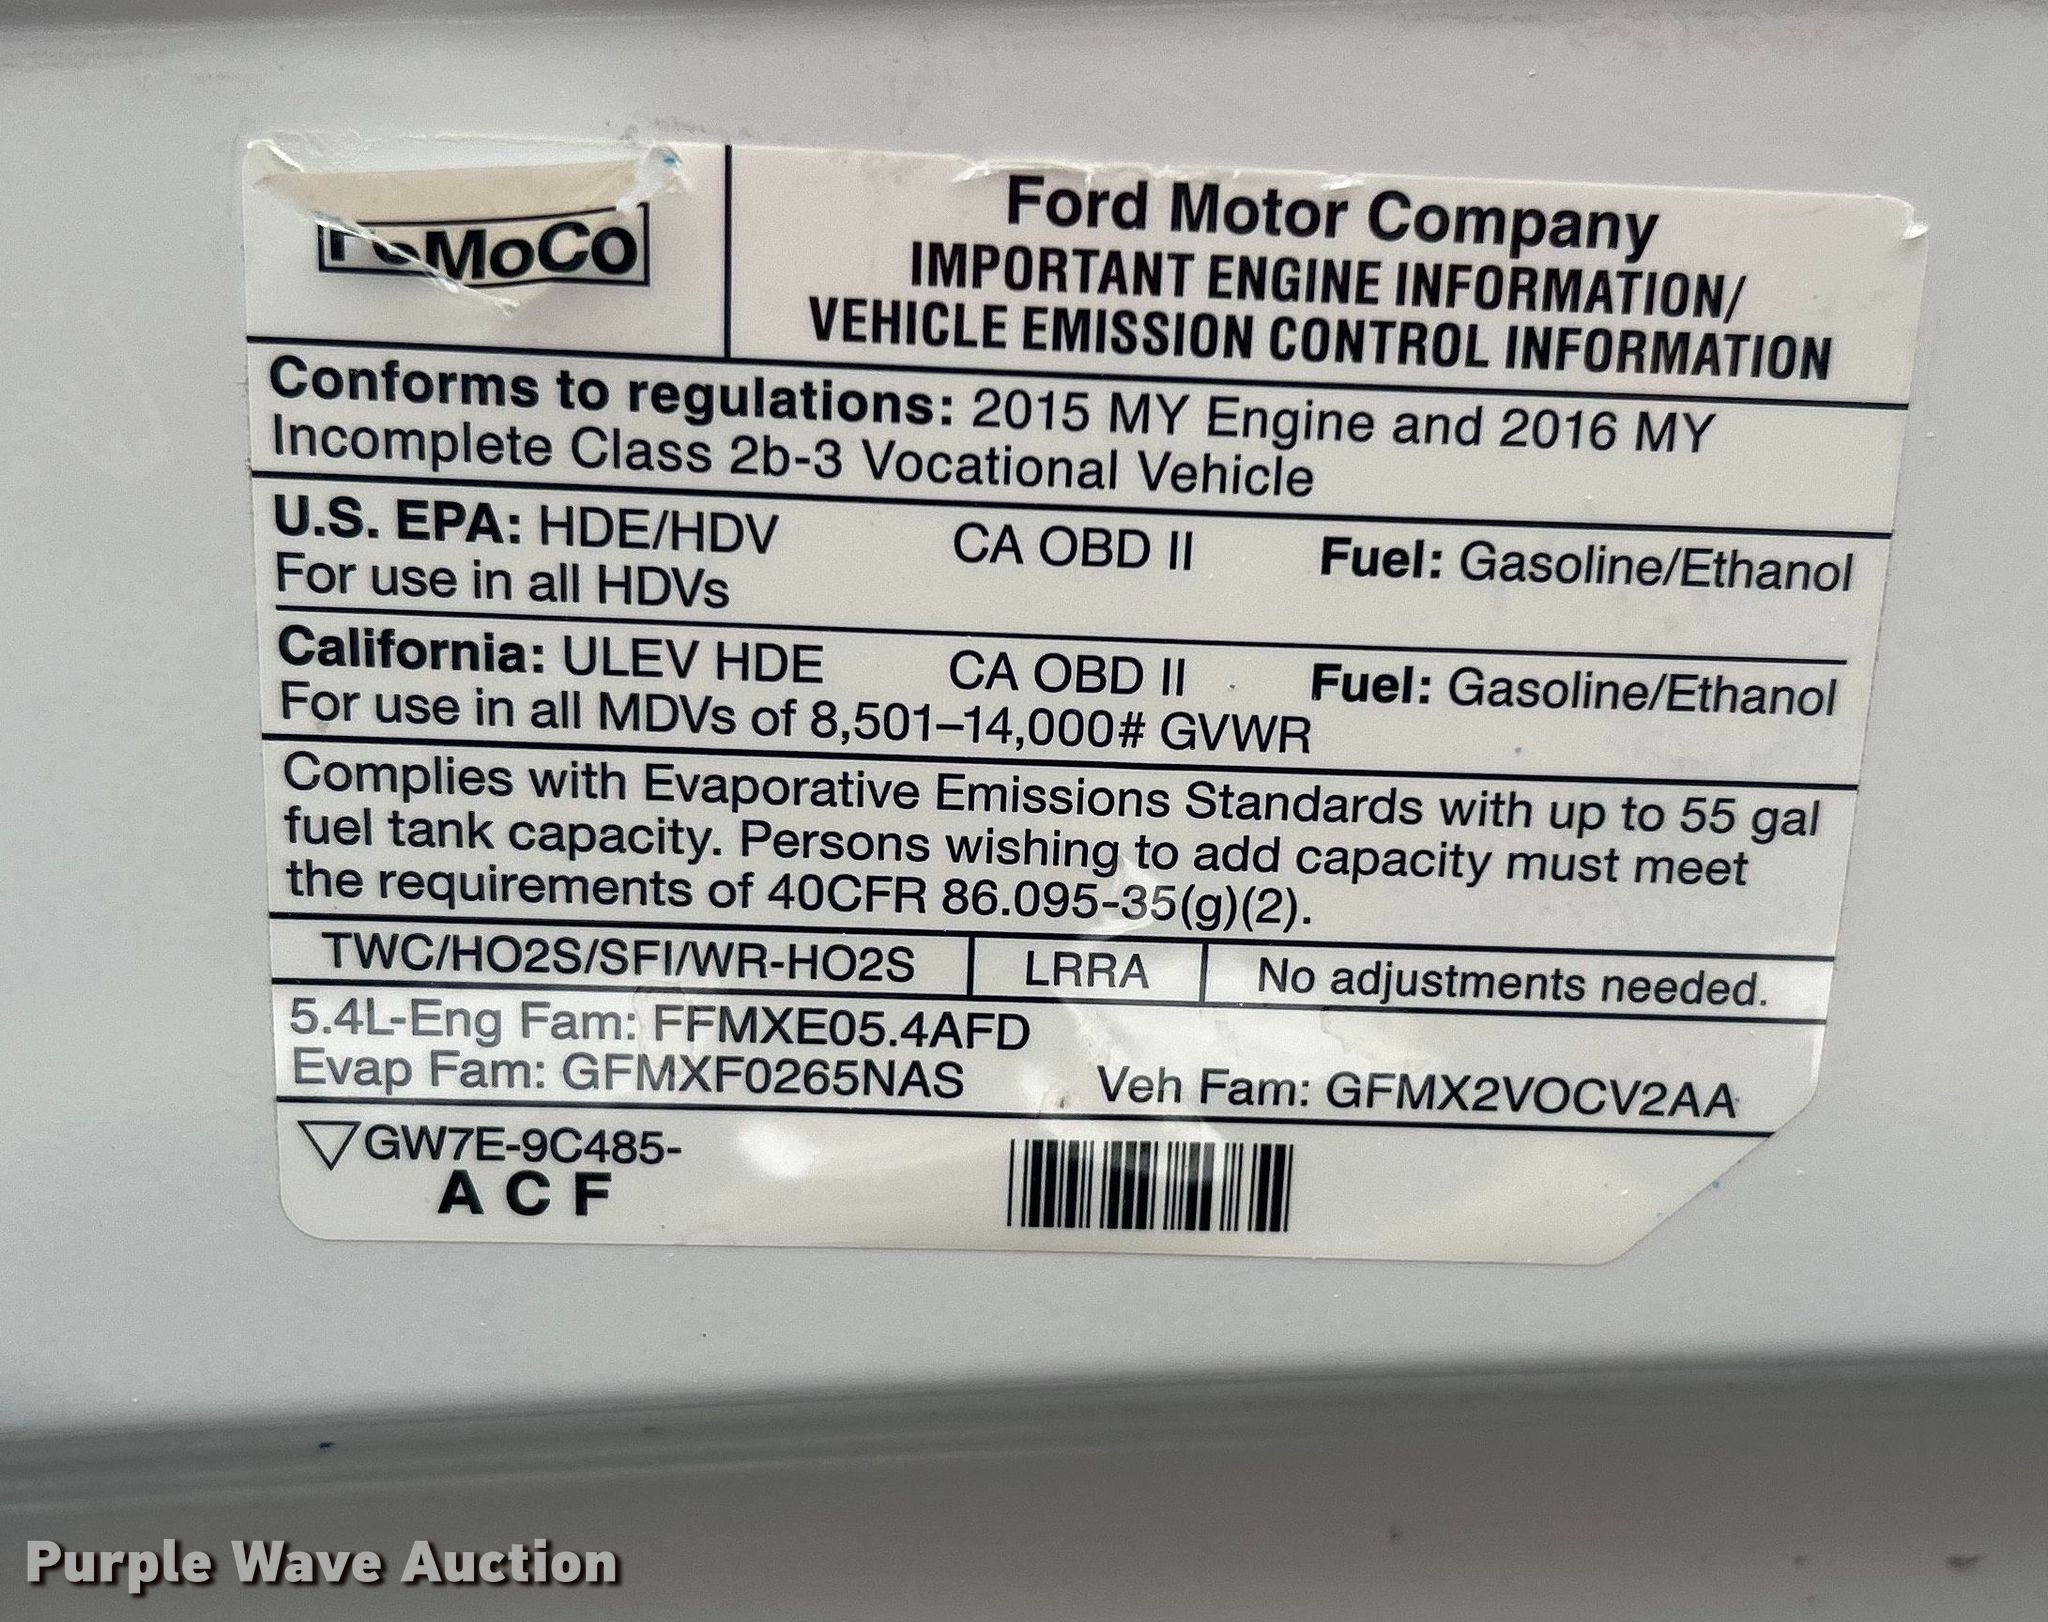 FoMoCo
Ford Motor Company
IMPORTANT ENGINE INFORMATION/
VEHICLE EMISSION CONTROL INFORMATION
Conforms to regulations: 2015 MY Engine and 2016 MY
Incomplete Class 2b-3 Vocational Vehicle
U.S. EPA: HDE/HDV CA OBD II Fuel: Gasoline/Ethanol
For use in all HDVs
California: ULEV HDE CA OBD II Fuel: Gasoline/Ethanol
For use in all MDVs of 8,501–14,000# GVWR
Complies with Evaporative Emissions Standards with up to 55 gal
fuel tank capacity. Persons wishing to add capacity must meet
the requirements of 40CFR 86.095-35(g)(2).
TWC/HO2S/SFI/WR-HO2S LRRA No adjustments needed.
5.4L-Eng Fam: FFMXE05.4AFD
Evap Fam: GFMXF0265NAS Veh Fam: GFMX2VOCV2AA
GW7E-9C485-
A C F
Purple Wave Auction